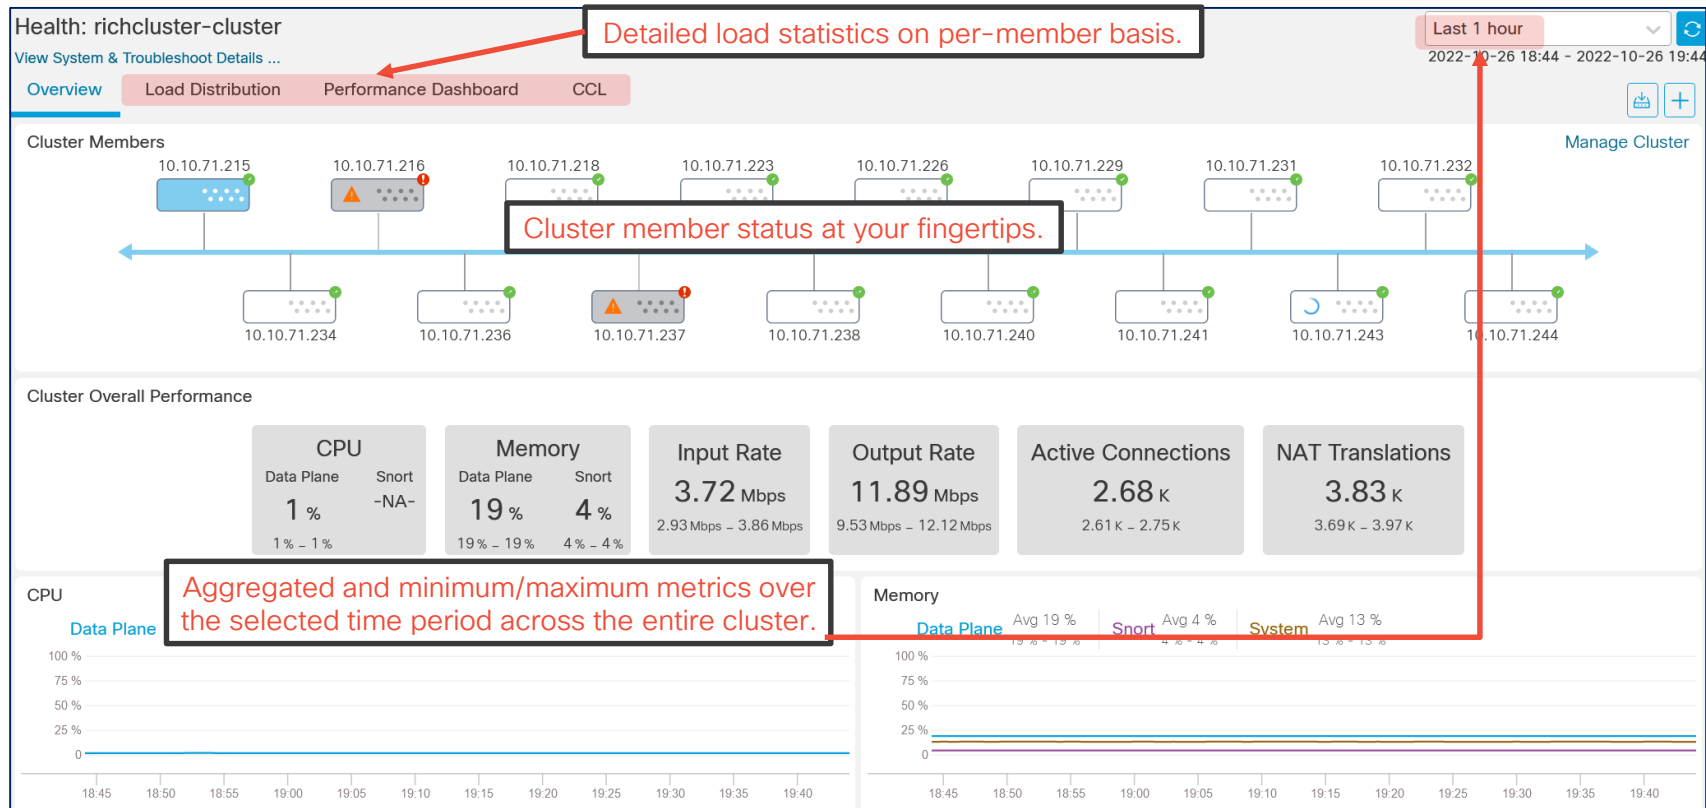 Health: richcluster-cluster
Detailed load statistics on per-member basis.
Last 1 hour
View System & Troubleshoot Details ...
2022-10-26 18:44 - 2022-10-26 19:44
Overview Load Distribution Performance Dashboard CCL
Cluster Members
Manage Cluster
10.10.71.215 10.10.71.216 10.10.71.218 10.10.71.223 10.10.71.226 10.10.71.229 10.10.71.231 10.10.71.232
Cluster member status at your fingertips.
10.10.71.234 10.10.71.236 10.10.71.237 10.10.71.238 10.10.71.240 10.10.71.241 10.10.71.243 10.10.71.244
Cluster Overall Performance
CPU
Data Plane Snort
1 % -NA-
1 % - 1 %
Memory
Data Plane Snort
19 % 4 %
19 % - 19 % 4 % - 4 %
Input Rate
3.72 Mbps
2.93 Mbps - 3.86 Mbps
Output Rate
11.89 Mbps
9.53 Mbps - 12.12 Mbps
Active Connections
2.68 K
2.61 K - 2.75 K
NAT Translations
3.83 K
3.69 K - 3.97 K
Aggregated and minimum/maximum metrics over
the selected time period across the entire cluster.
CPU
Data Plane
100 %
75 %
50 %
25 %
0
18:45 18:50 18:55 19:00 19:05 19:10 19:15 19:20 19:25 19:30 19:35 19:40
Memory
Data Plane Avg 19 % Snort Avg 4 % System Avg 13 %
19 % - 19 % 4 % - 4 % 13 % - 13 %
100 %
75 %
50 %
25 %
0
18:45 18:50 18:55 19:00 19:05 19:10 19:15 19:20 19:25 19:30 19:35 19:40